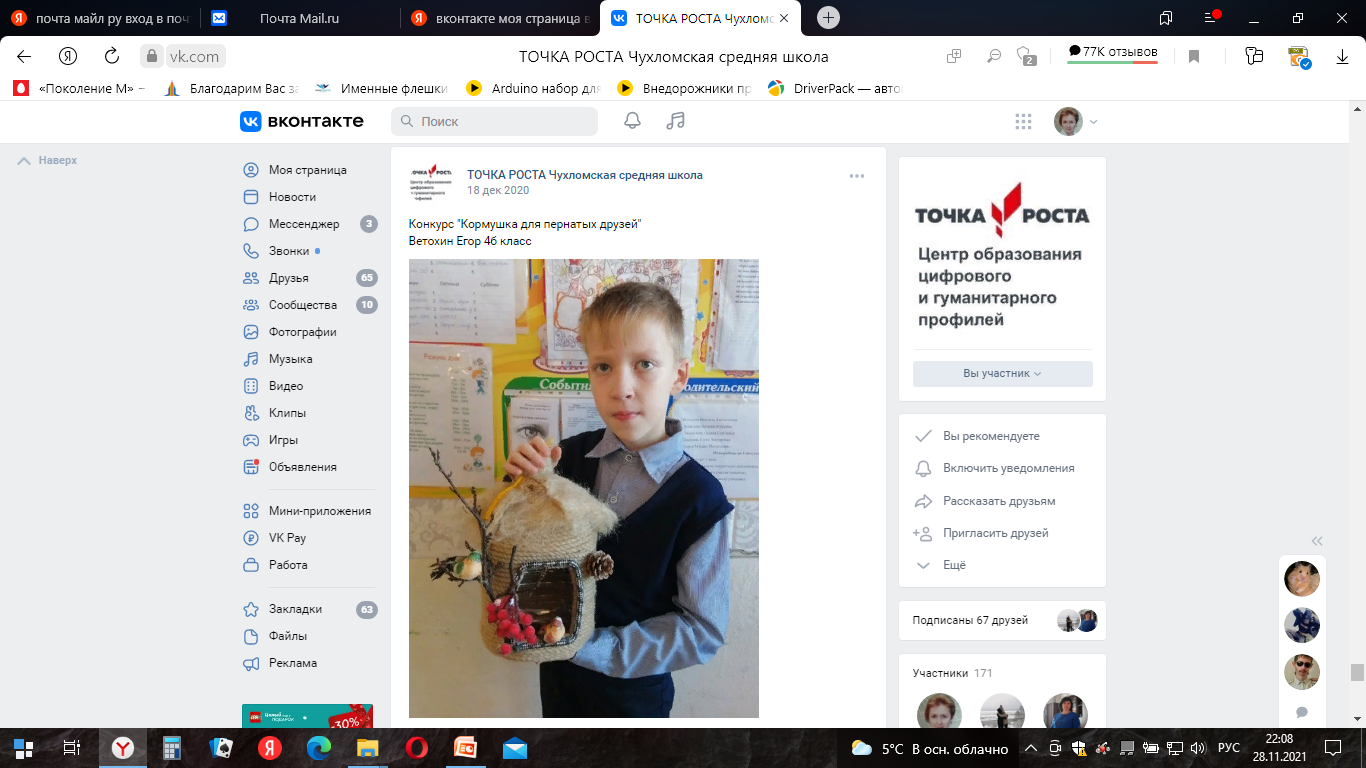 почта майл ру вход в поч
Почта Mail.ru
вконтакте моя страница в
ТОЧКА РОСТА Чухломс
vk.com
ТОЧКА РОСТА Чухломская средняя школа
2
77K отзывов
«Поколение М» –
Благодарим Вас за
Именные флешки
Arduino набор для
Внедорожники пр
DriverPack — авто
вконтакте
Поиск
Наверх
Моя страница
Новости
Мессенджер 3
Звонки
Друзья 65
Сообщества 10
Фотографии
Музыка
Видео
Клипы
Игры
Объявления
Мини-приложения
VK Pay
Работа
Закладки 63
Файлы
Реклама
-30%
ТОЧКА РОСТА Чухломская средняя школа
18 дек 2020
Конкурс "Кормушка для пернатых друзей"
Ветохин Егор 4б класс
Событи
одительский
ТОЧКА РОСТА
Центр образования
цифрового
и гуманитарного
профилей
Вы участник
Вы рекомендуете
Включить уведомления
Рассказать друзьям
Пригласить друзей
Ещё
Подписаны 67 друзей
Участники 171
5°C В осн. облачно
РУС
22:08
28.11.2021